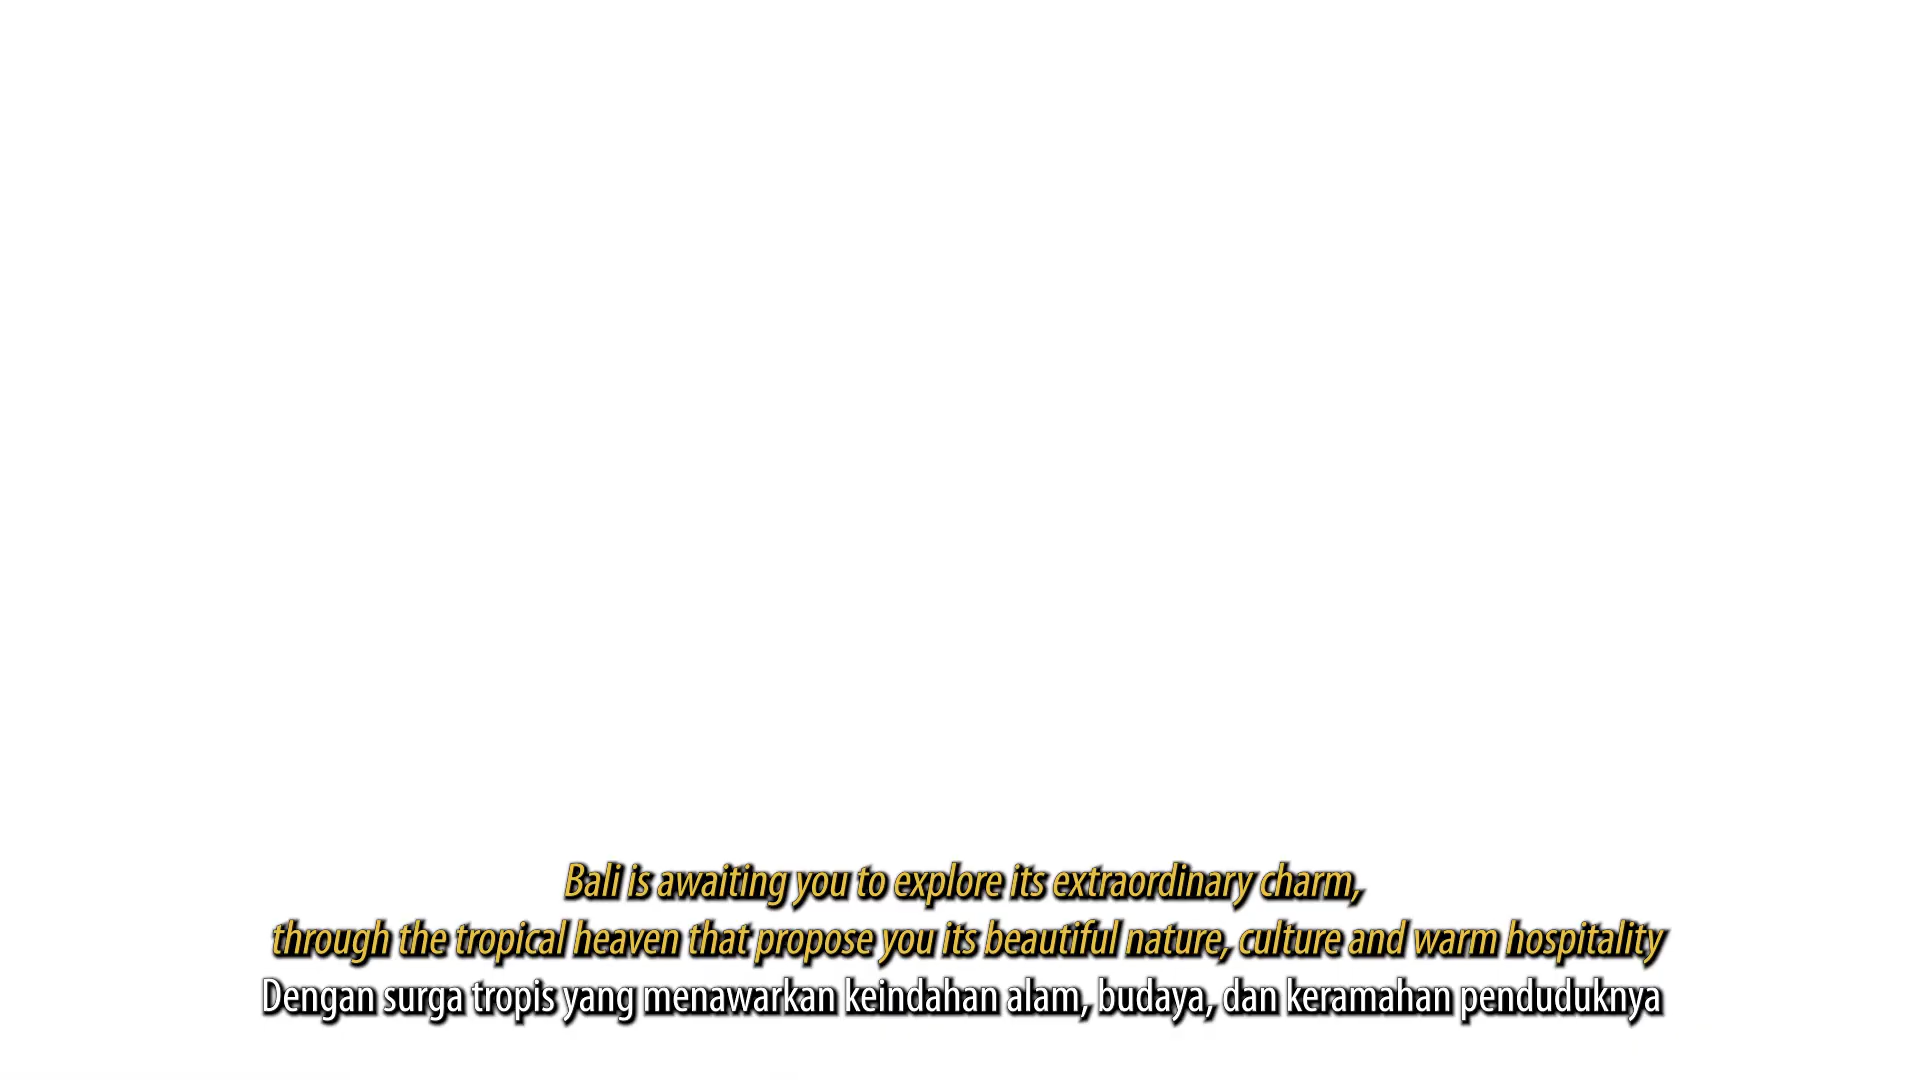 Bali is awaiting you to explore its extraordinary charm,
through the tropical heaven that propose you its beautiful nature, culture and warm hospitality
Dengan surga tropis yang menawarkan keindahan alam, budaya, dan keramahan penduduknya